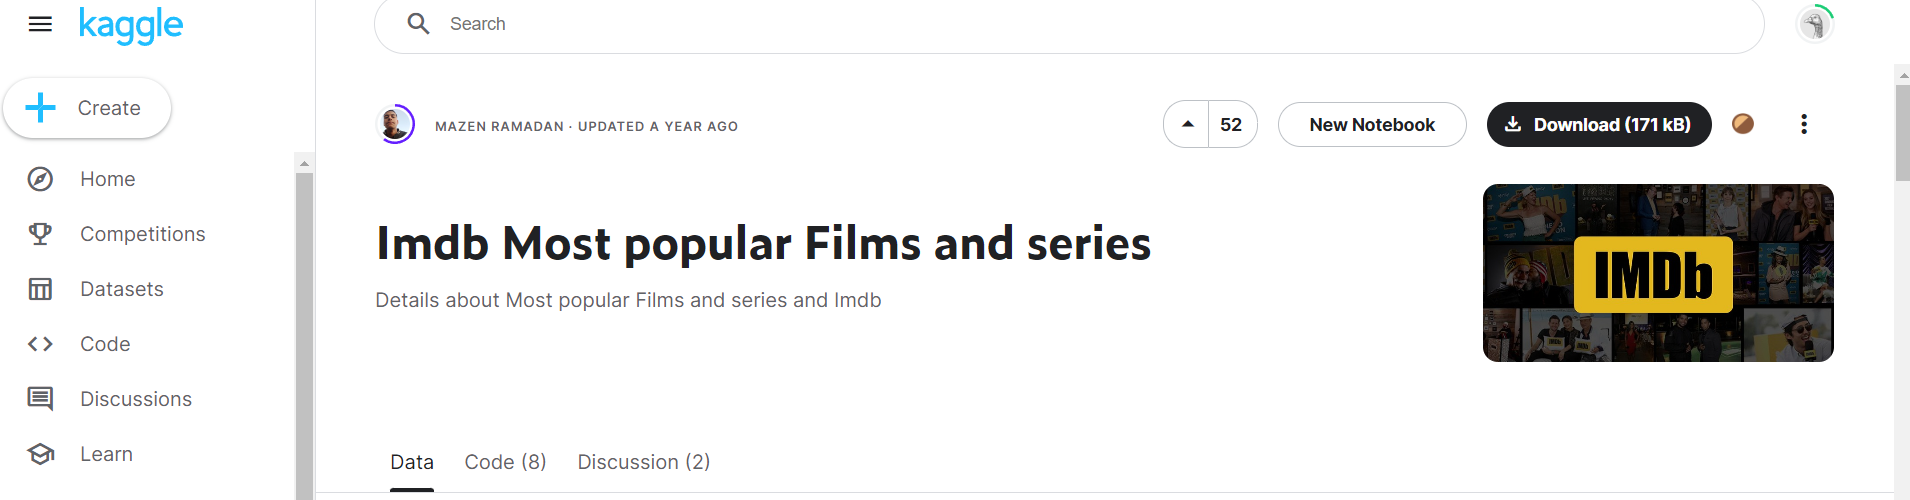 kaggle
Search
Create
Home
Competitions
Datasets
Code
Discussions
Learn
MAZEN RAMADAN · UPDATED A YEAR AGO
52
New Notebook
Download (171 kB)
Imdb Most popular Films and series
Details about Most popular Films and series and Imdb
IMDb
Data
Code (8)
Discussion (2)